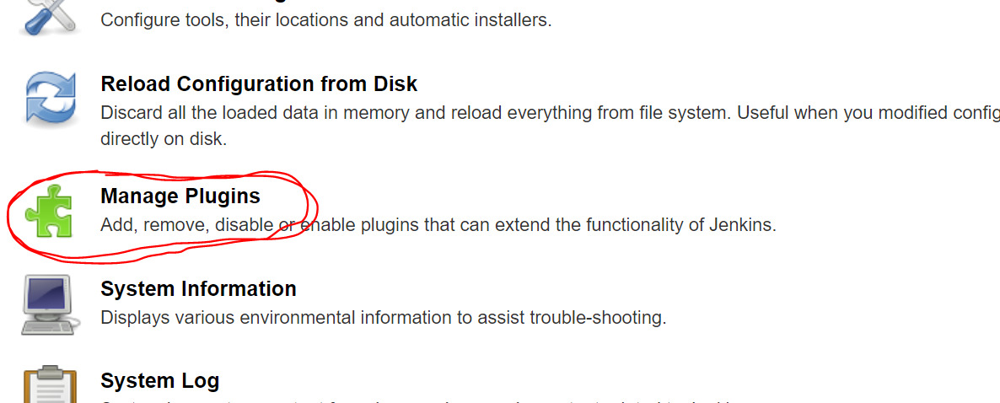 Configure tools, their locations and automatic installers.
Reload Configuration from Disk
Discard all the loaded data in memory and reload everything from file system. Useful when you modified config
directly on disk.
Manage Plugins
Add, remove, disable or enable plugins that can extend the functionality of Jenkins.
System Information
Displays various environmental information to assist trouble-shooting.
System Log